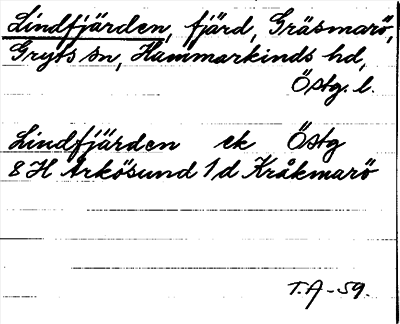 Lindfjärden, fjärd, Gräsmarö,
Gryts sn, Hammarkinds hd,
Östg. l.
Lindfjärden ek Östg
8 H Arkösund 1 d Kråkmarö
T.A-59.